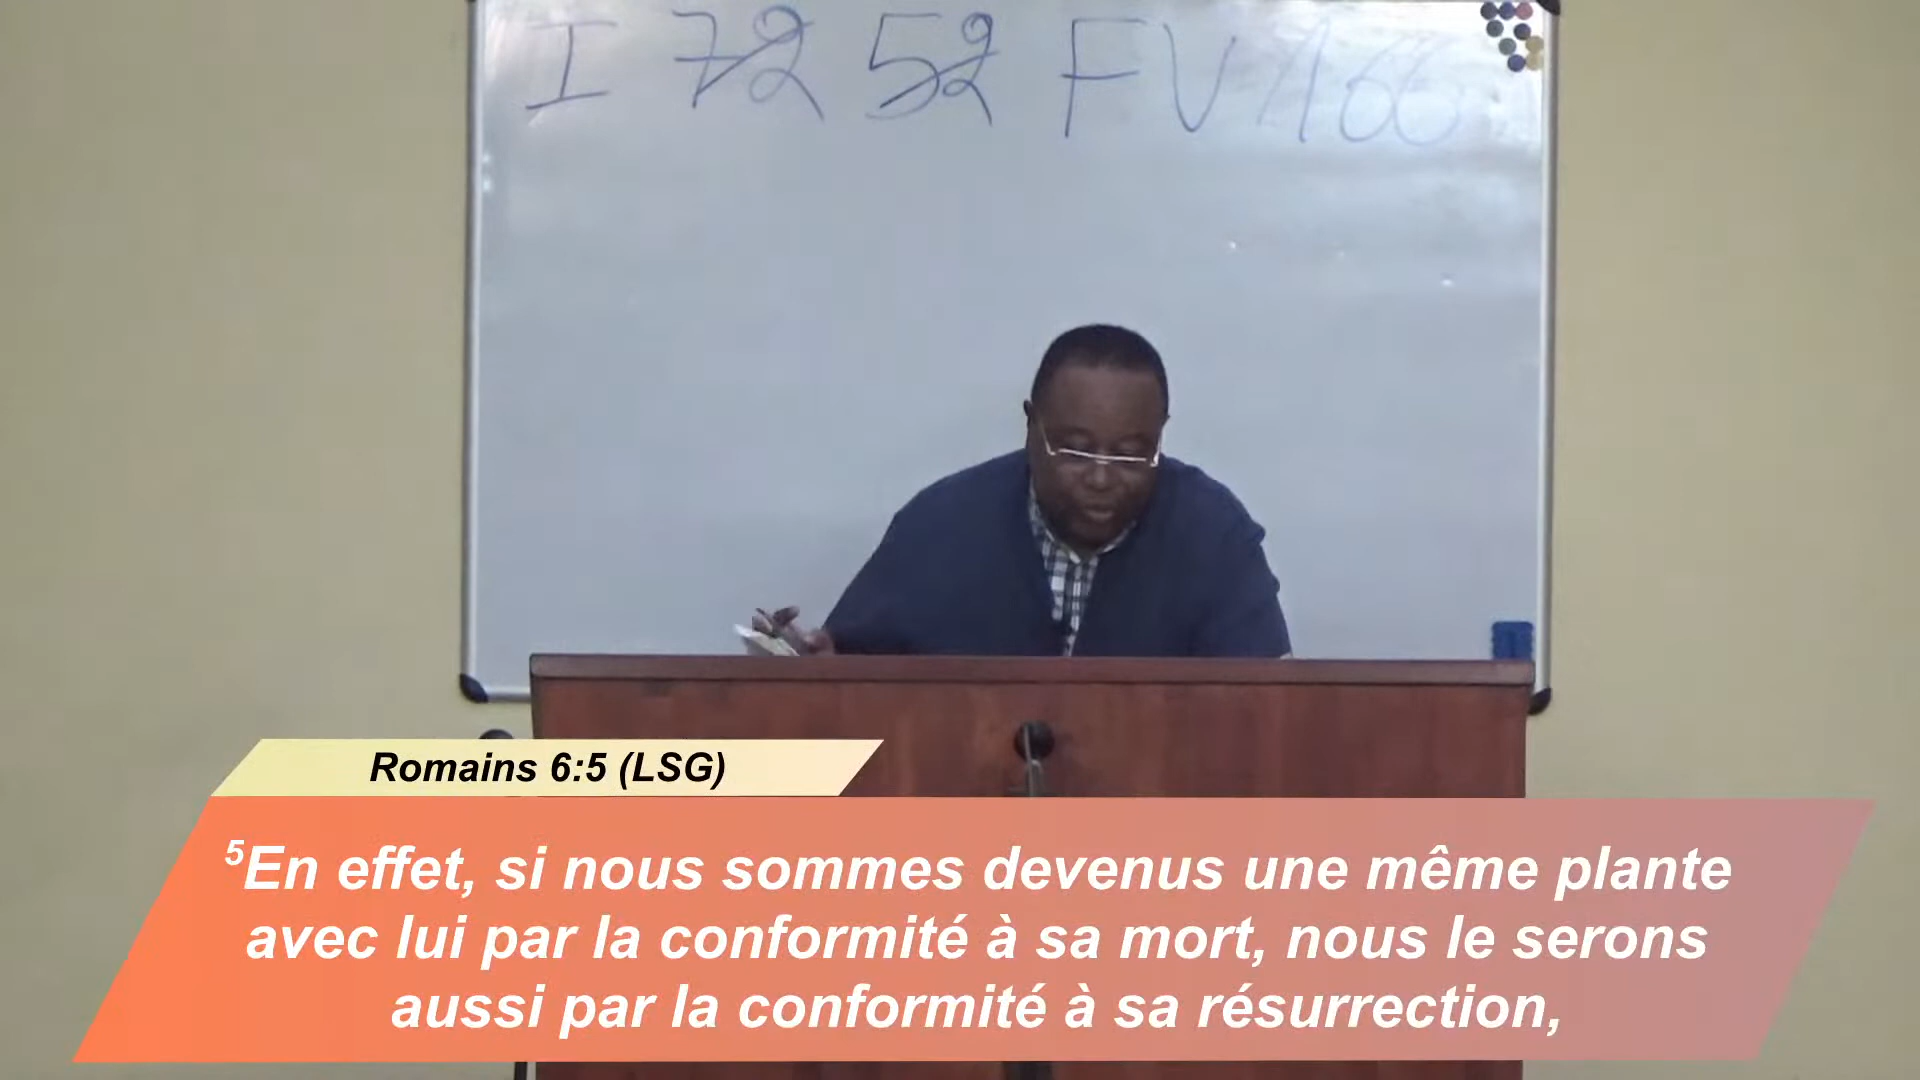 I 72 52 FV 166
Romains 6:5 (LSG)
⁵En effet, si nous sommes devenus une même plante
avec lui par la conformité à sa mort, nous le serons
aussi par la conformité à sa résurrection,